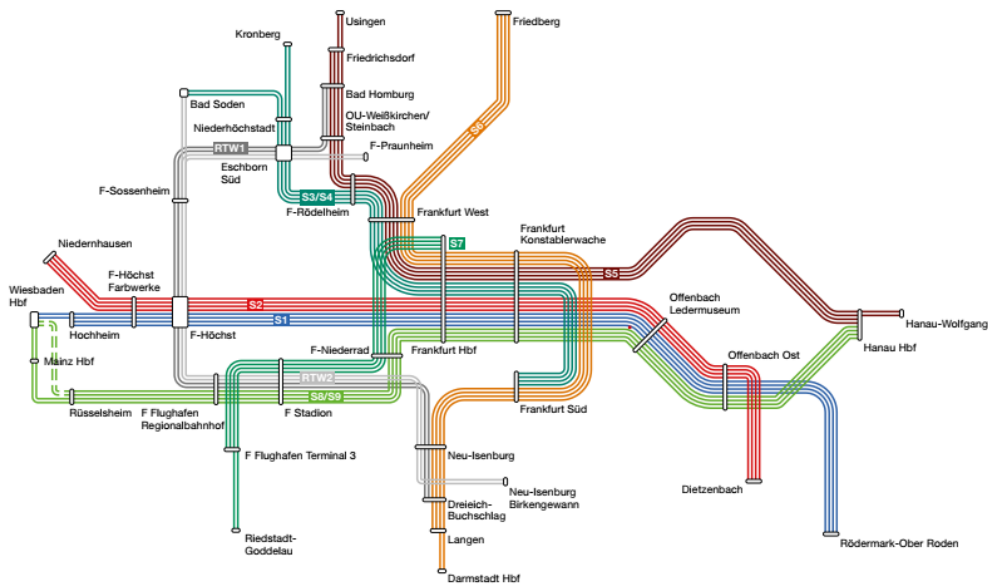 Usingen
Friedberg
Kronberg
Friedrichsdorf
Bad Homburg
Bad Soden
OU-Weißkirchen/
Steinbach
Niederhöchstadt
S6
F-Praunheim
RTW1
Eschborn
Süd
F-Sossenheim
S3/S4
F-Rödelheim
Frankfurt West
Frankfurt
Konstablerwache
Niedernhausen
S7
S5
F-Höchst
Farbwerke
Wiesbaden
Hbf
Offenbach
Ledermuseum
S2
S1
Hanau-Wolfgang
Hochheim
F-Höchst
Frankfurt Hbf
Hanau Hbf
F-Niederrad
Offenbach Ost
Mainz Hbf
RTW2
S8/S9
Rüsselsheim
F Flughafen
Regionalbahnhof
F Stadion
Frankfurt Süd
F Flughafen Terminal 3
Neu-Isenburg
Neu-Isenburg
Birkengewann
Dietzenbach
Dreieich-
Buchschlag
Riedstadt-
Goddelau
Langen
Rödermark-Ober Roden
Darmstadt Hbf